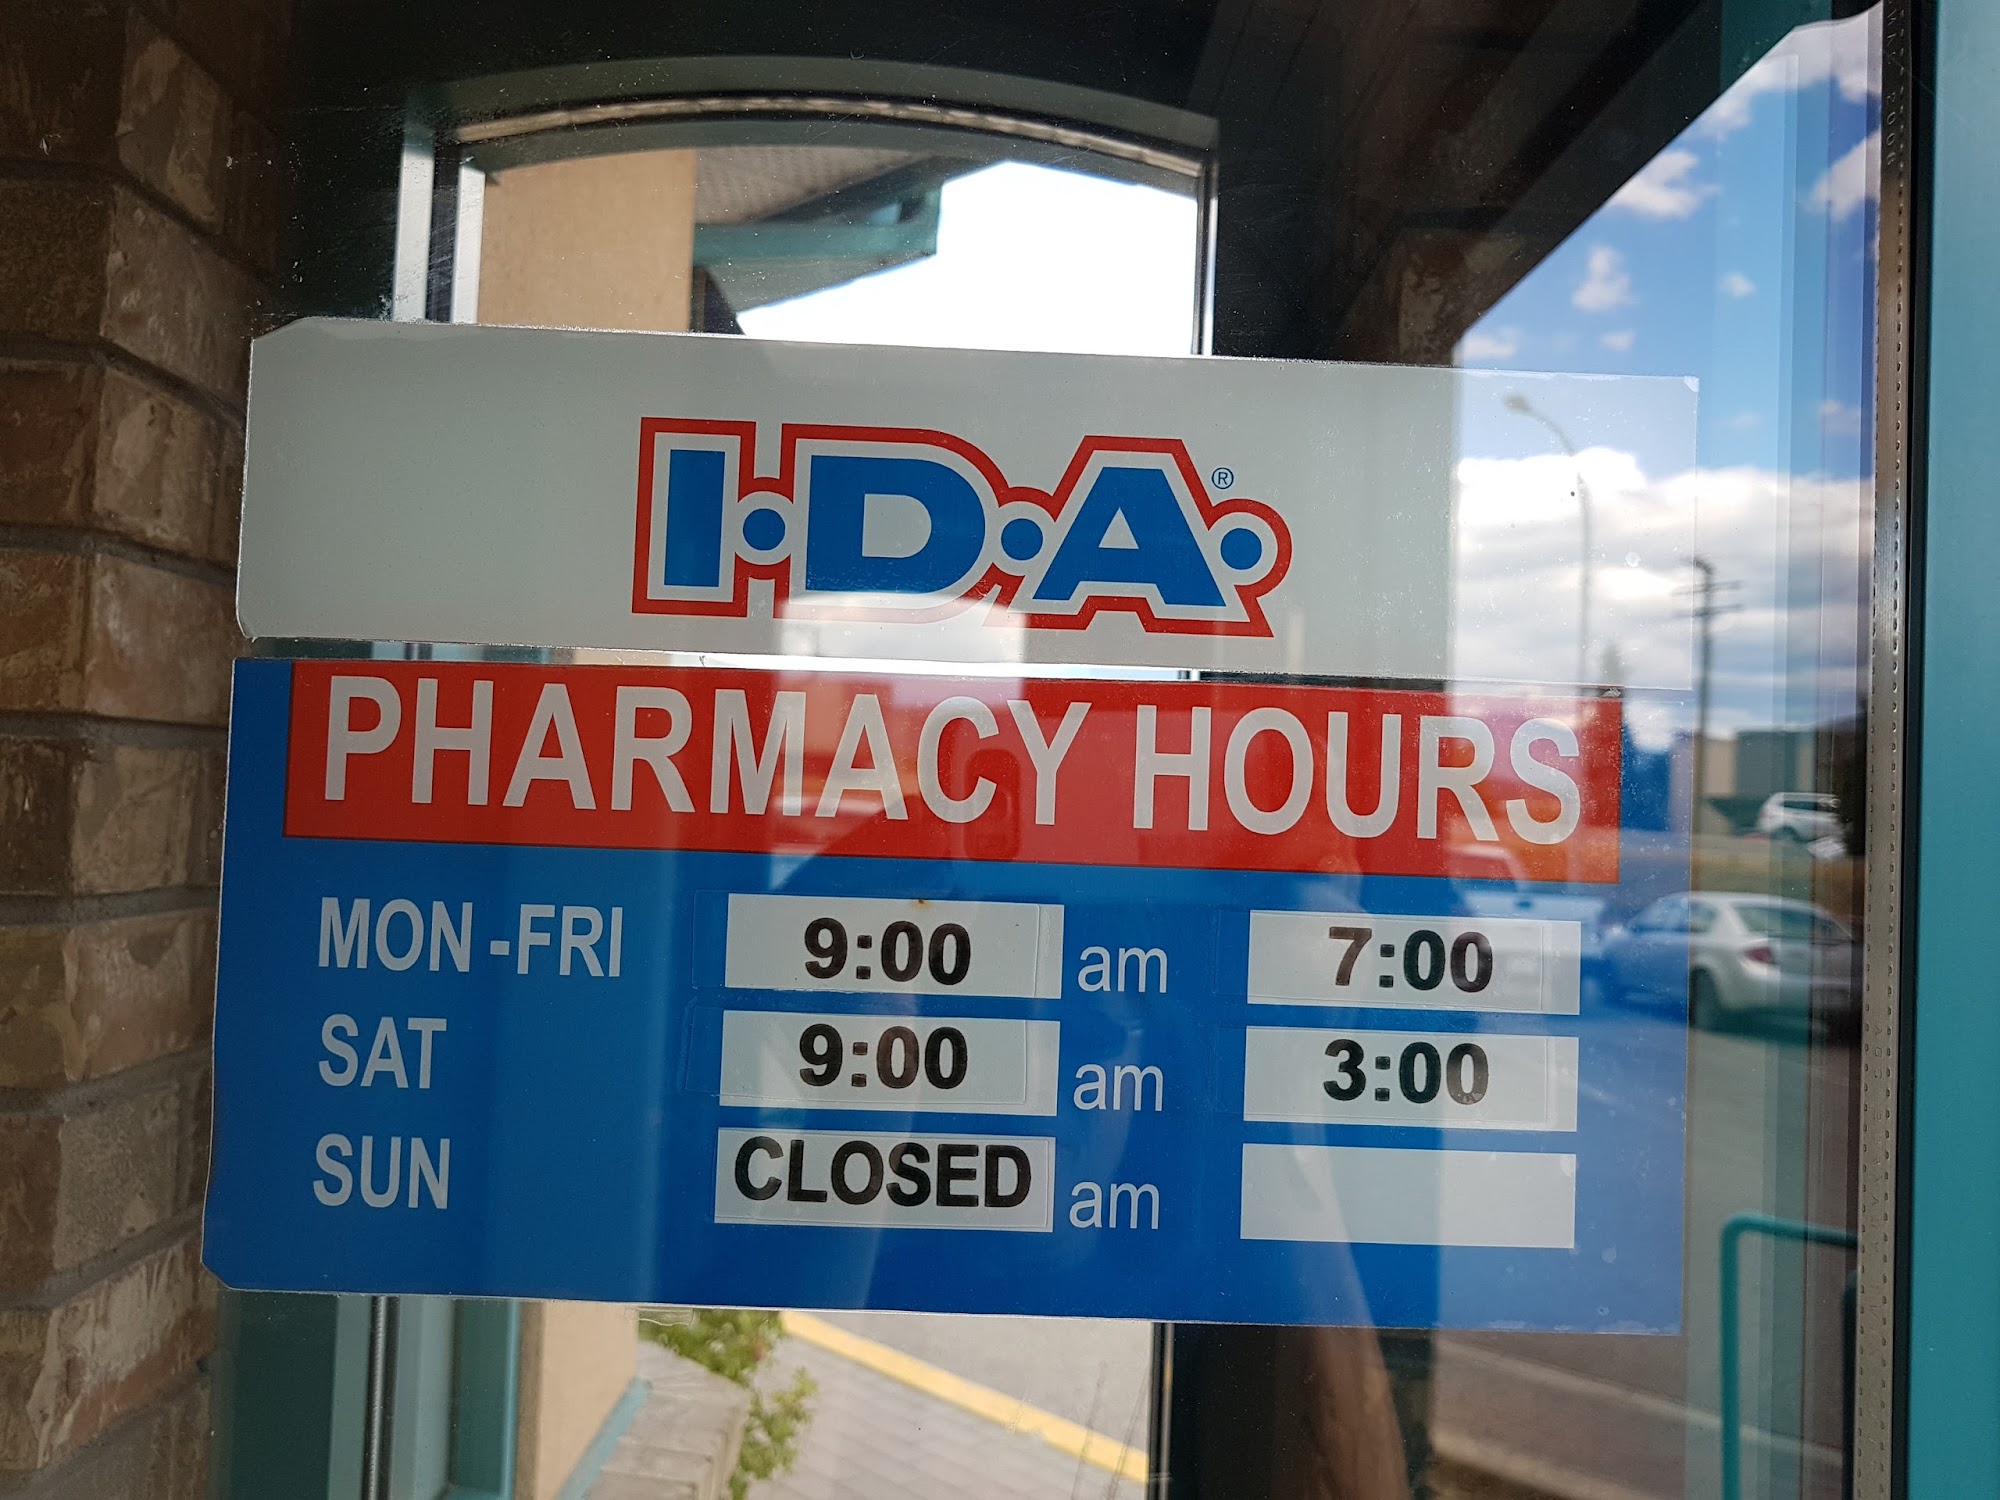 I·D·A·®
PHARMACY HOURS
MON-FRI 9:00 am 7:00
SAT 9:00 am 3:00
SUN CLOSED am